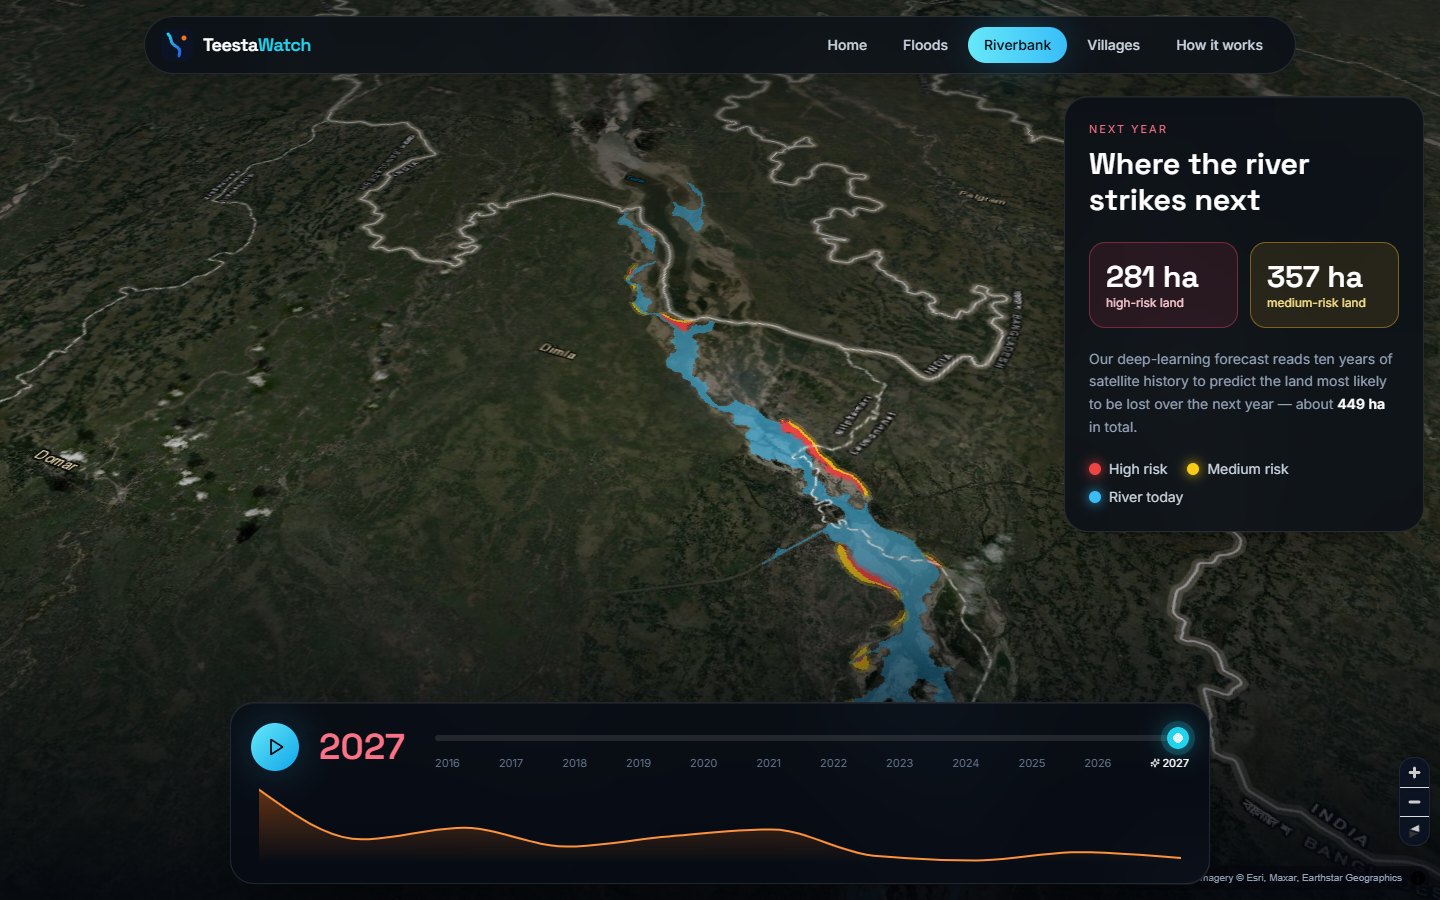 TeestaWatch
Home
Floods
Riverbank
Villages
How it works
NEXT YEAR
Where the river
strikes next
281 ha
high-risk land
357 ha
medium-risk land
Our deep-learning forecast reads ten years of
satellite history to predict the land most likely
to be lost over the next year — about 449 ha
in total.
High risk
Medium risk
River today
Patgram
INDIA
BANGLADESH
Dimla
Nilphamari
Domar
2027
2016
2017
2018
2019
2020
2021
2022
2023
2024
2025
2026
2027
INDIA
Imagery © Esri, Maxar, Earthstar Geographics